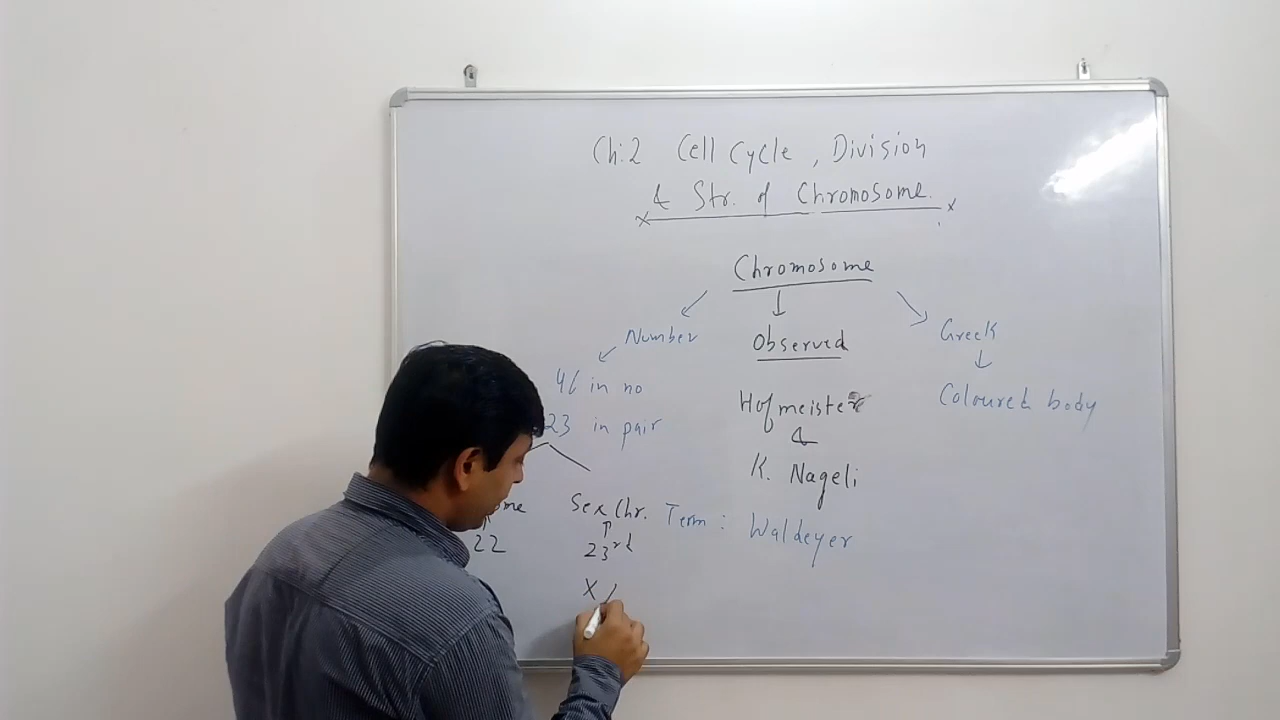 Ch:2 Cell Cycle, Division
& Str. of Chromosome.
Chromosome
Number
46 in no
23 in pair
22
Sex Chr.
23rd
X
Observed
Hofmeister
&
K. Nageli
Term : Waldeyer
Greek
Coloured body